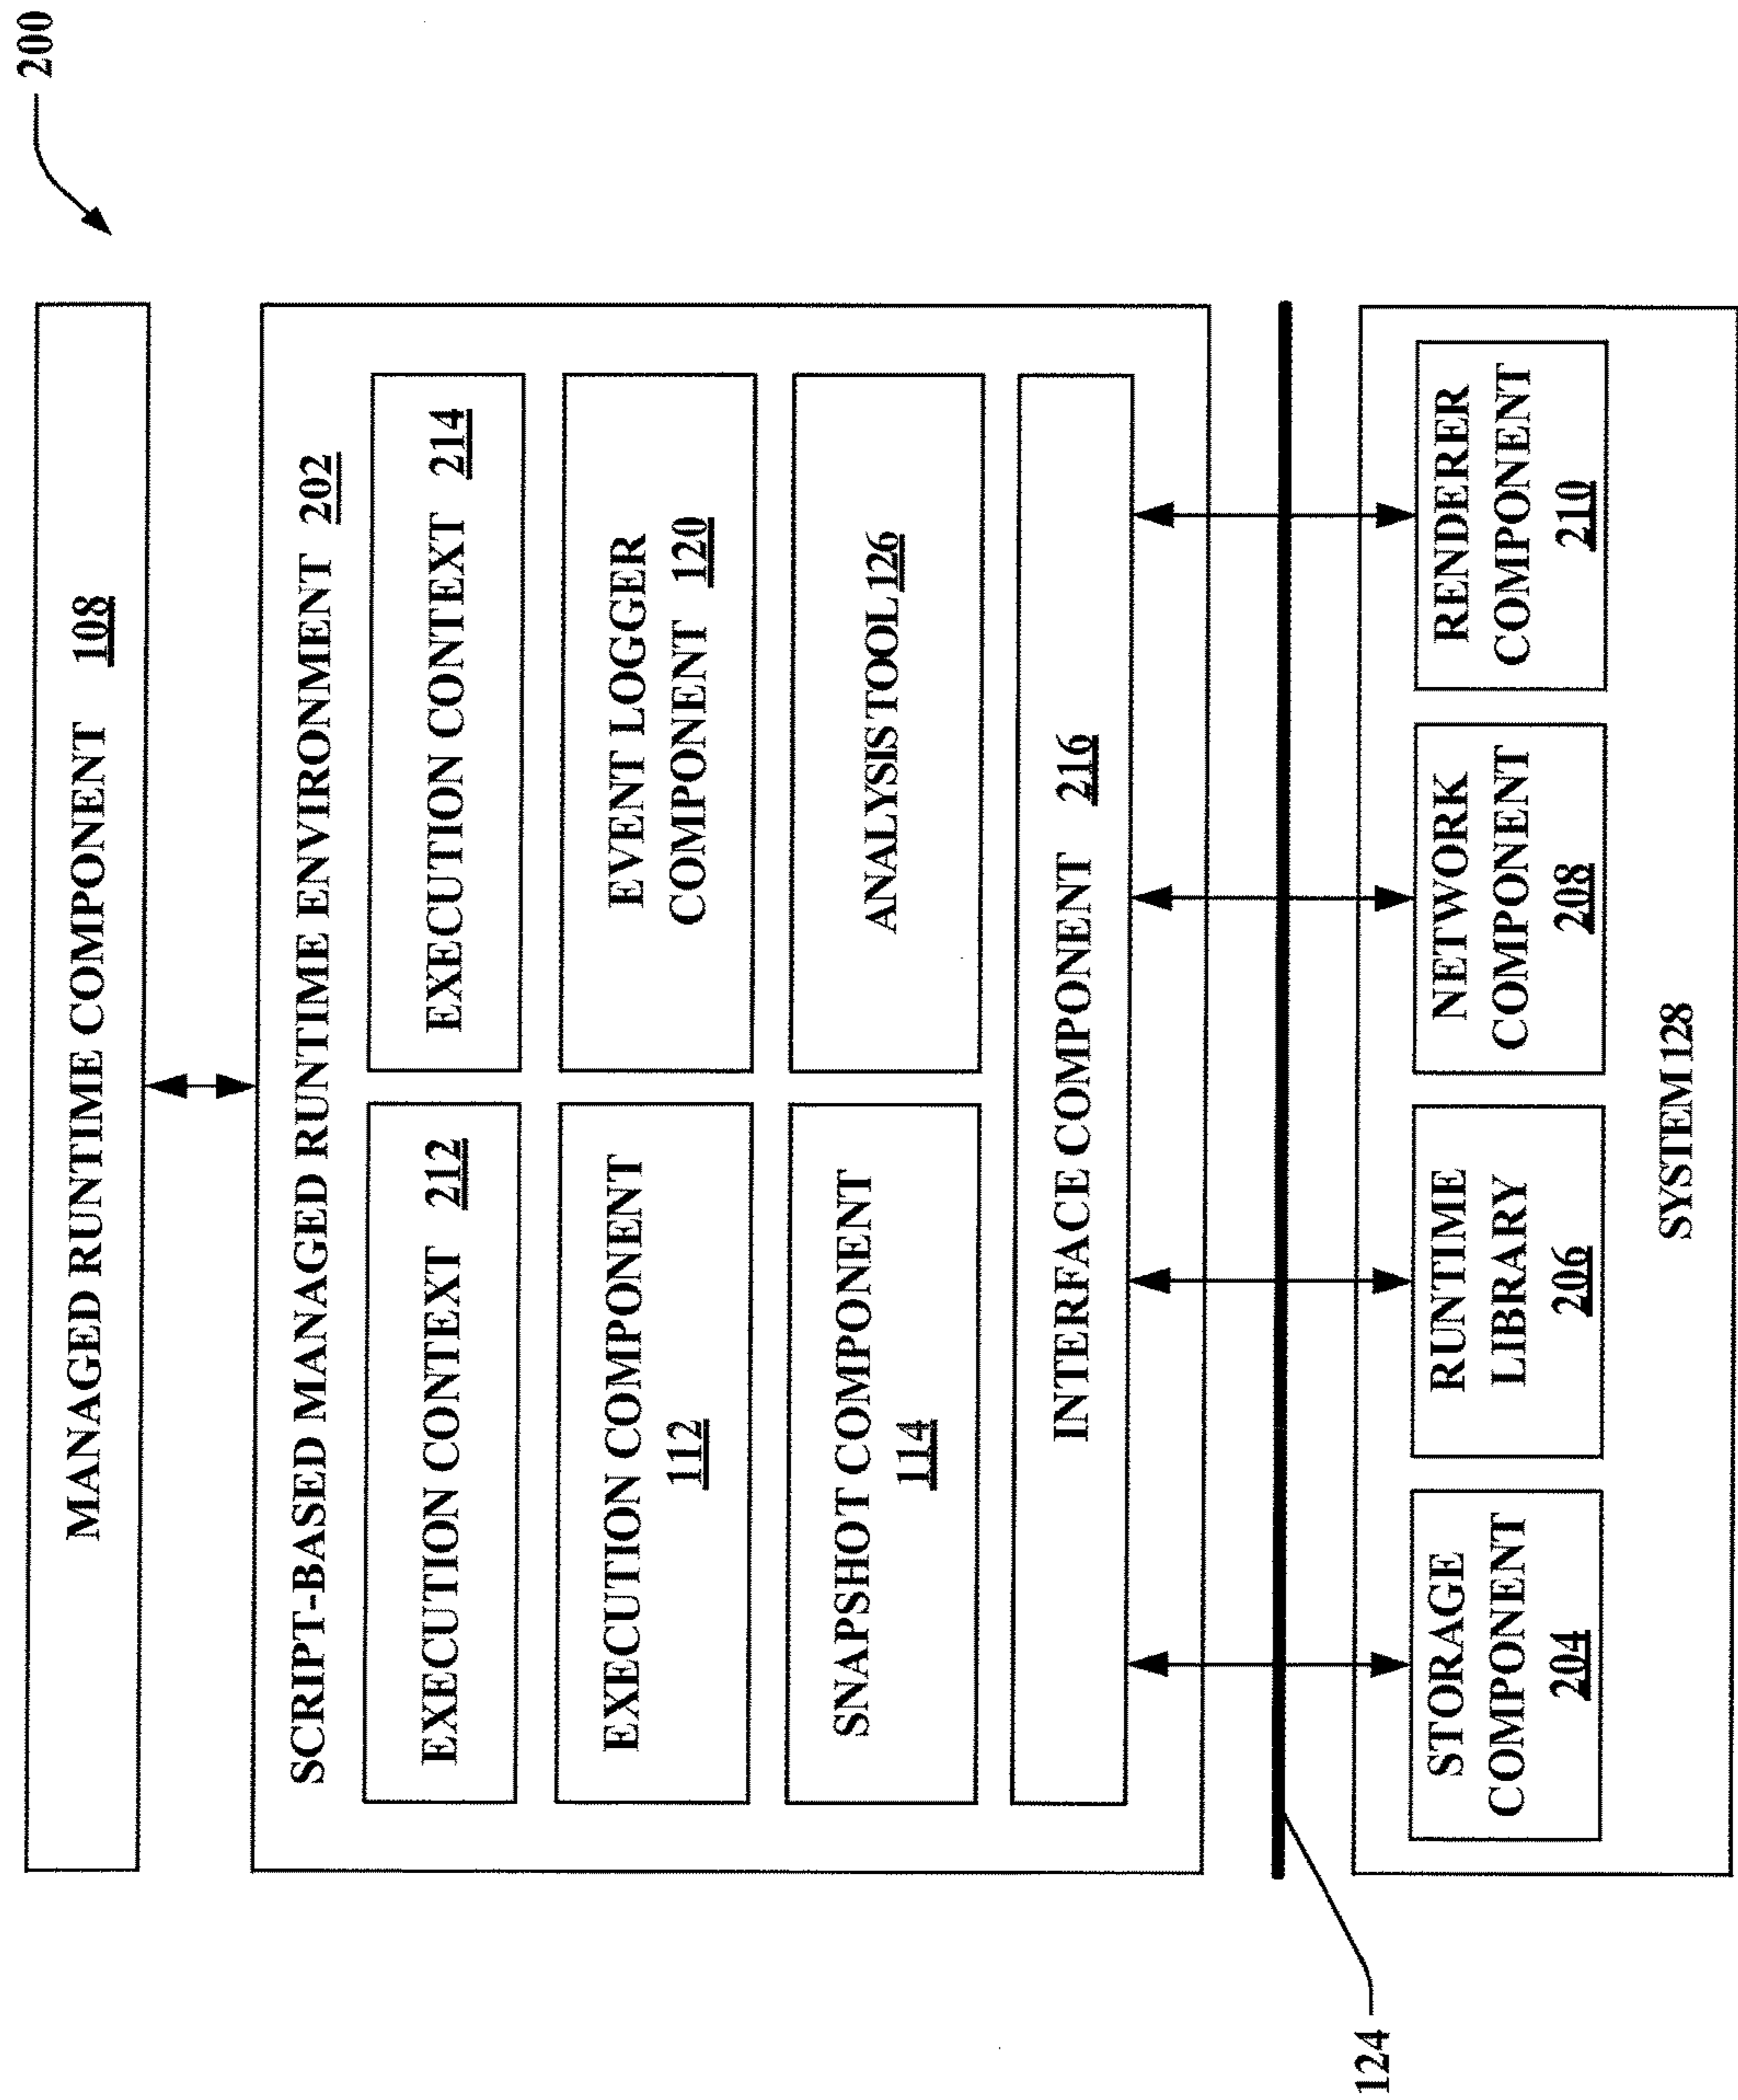 200
MANAGED RUNTIME COMPONENT 108
SCRIPT-BASED MANAGED RUNTIME ENVIRONMENT 202
EXECUTION CONTEXT 212
EXECUTION CONTEXT 214
EXECUTION COMPONENT
112
EVENT LOGGER
COMPONENT 120
SNAPSHOT COMPONENT
114
ANALYSIS TOOL 126
INTERFACE COMPONENT 216
124
STORAGE
COMPONENT
204
RUNTIME
LIBRARY
206
NETWORK
COMPONENT
208
RENDERER
COMPONENT
210
SYSTEM 128